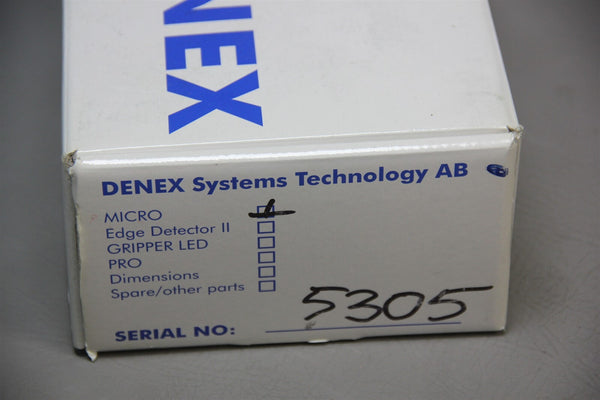 NEX
DENEX Systems Technology AB
MICRO
Edge Detector II
GRIPPER LED
PRO
Dimensions
Spare/other parts
SERIAL NO: 5305